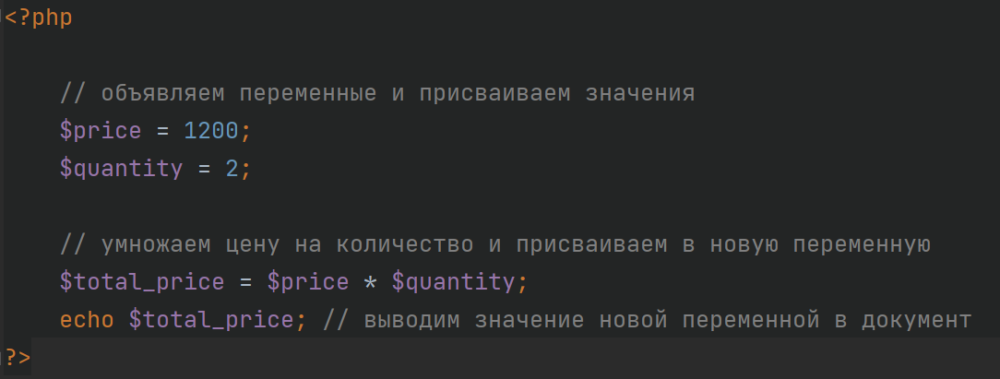 <?php
// объявляем переменные и присваиваем значения
$price = 1200;
$quantity = 2;
// умножаем цену на количество и присваиваем в новую переменную
$total_price = $price * $quantity;
echo $total_price; // выводим значение новой переменной в документ
?>